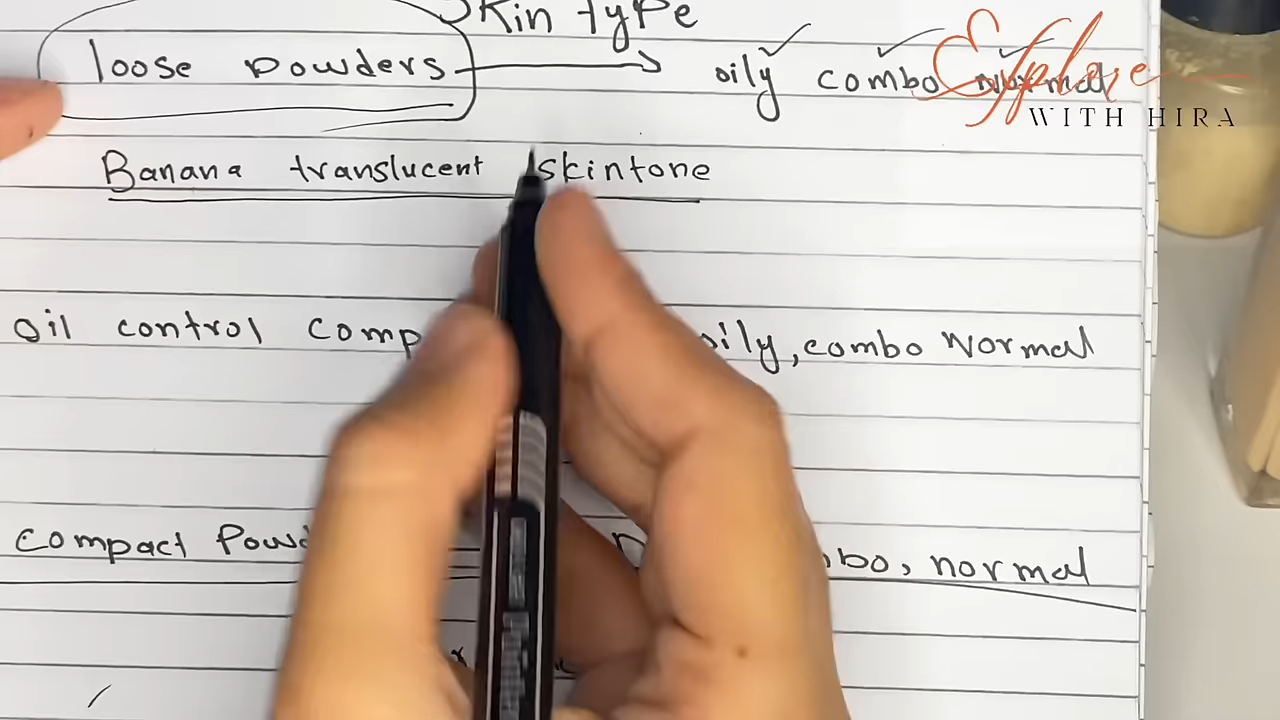 Skin type
loose Powders → oily combo normal
Explore
WITH HIRA
Banana translucent skintone
oil control comp oily, combo Normal
Compact Powd bo, normal